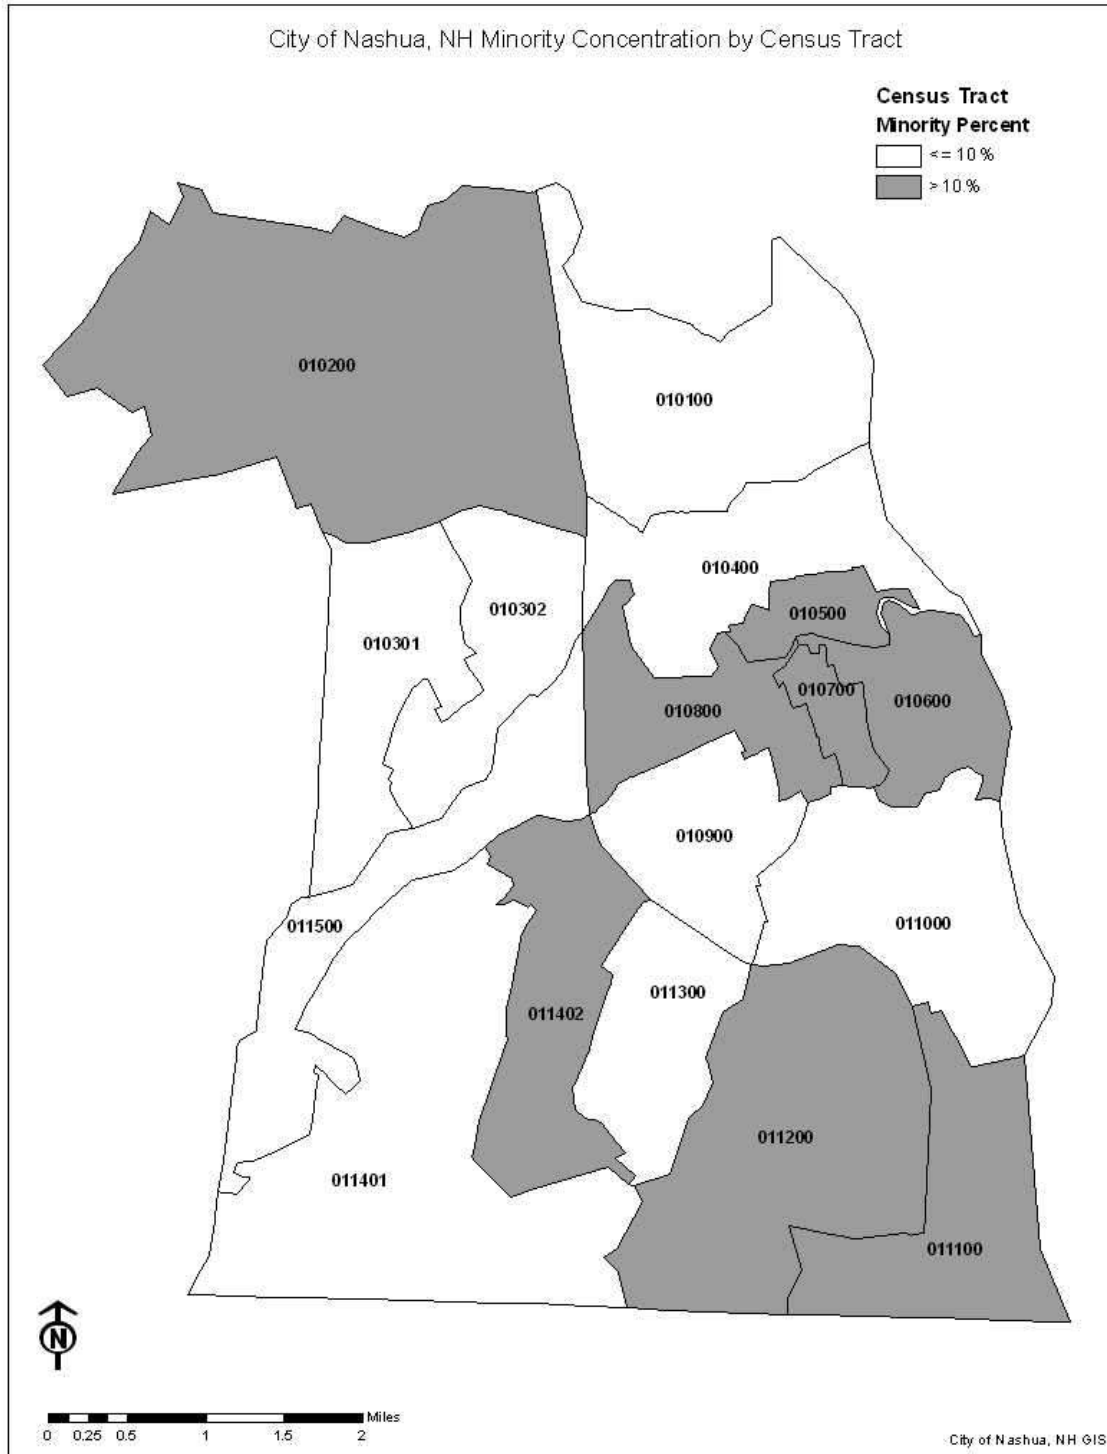 City of Nashua, NH Minority Concentration by Census Tract
Census Tract
Minority Percent
<= 10%
>10%
010200
010100
010400
010302
010500
010301
010700
010600
010800
010900
011500
011000
011300
011402
011200
011401
011100
N
Miles
0 0.25 0.5 1 1.5 2
City of Nashua, NH GIS